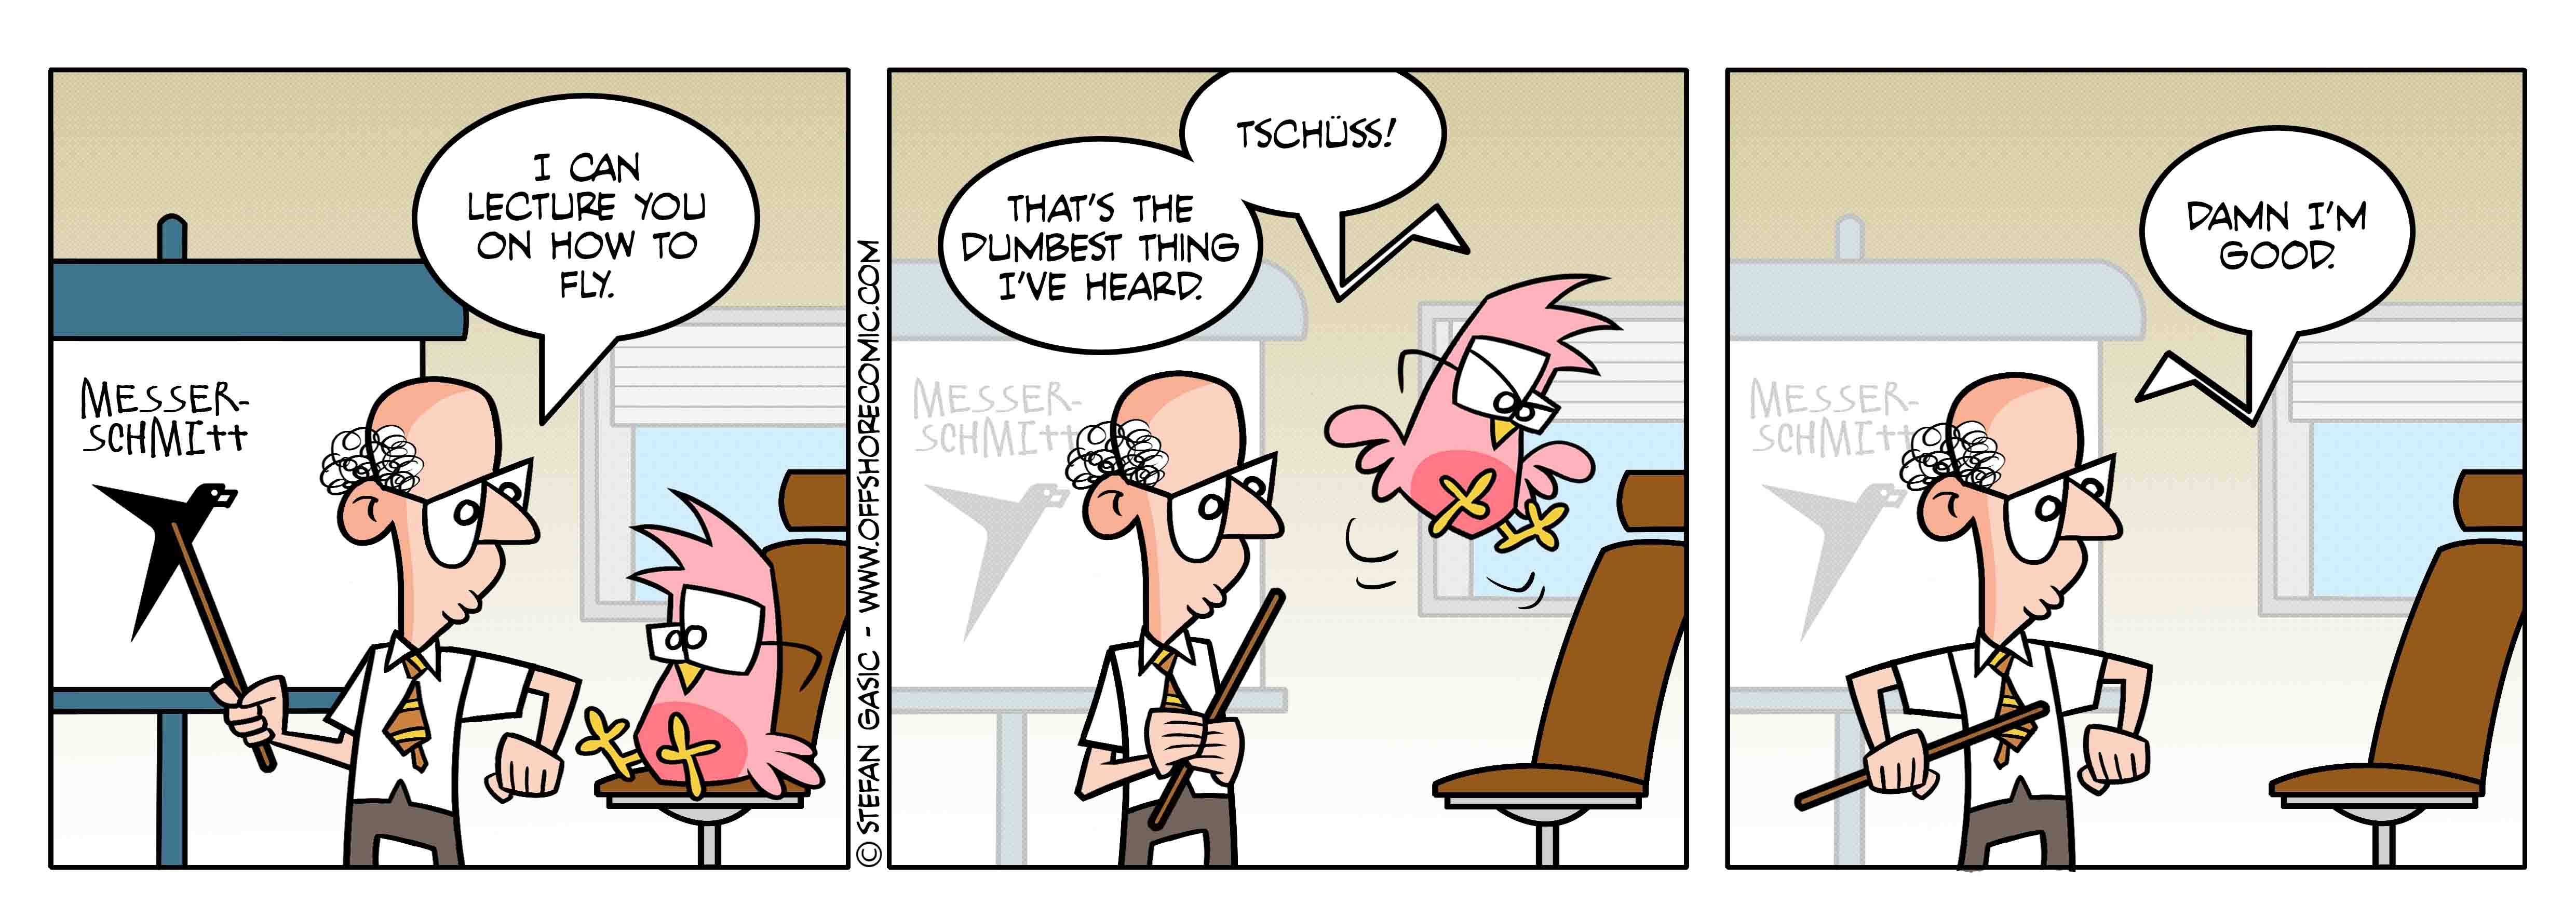 I CAN
LECTURE YOU
ON HOW TO
FLY.
MESSER-
SCHMItt
© STEFAN GASIC - WWW.OFFSHORECOMIC.COM
THAT'S THE
DUMBEST THING
I'VE HEARD.
TSCHÜSS!
MESSER-
SCHMItt
DAMN I'M
GOOD.
MESSER-
SCHMItt